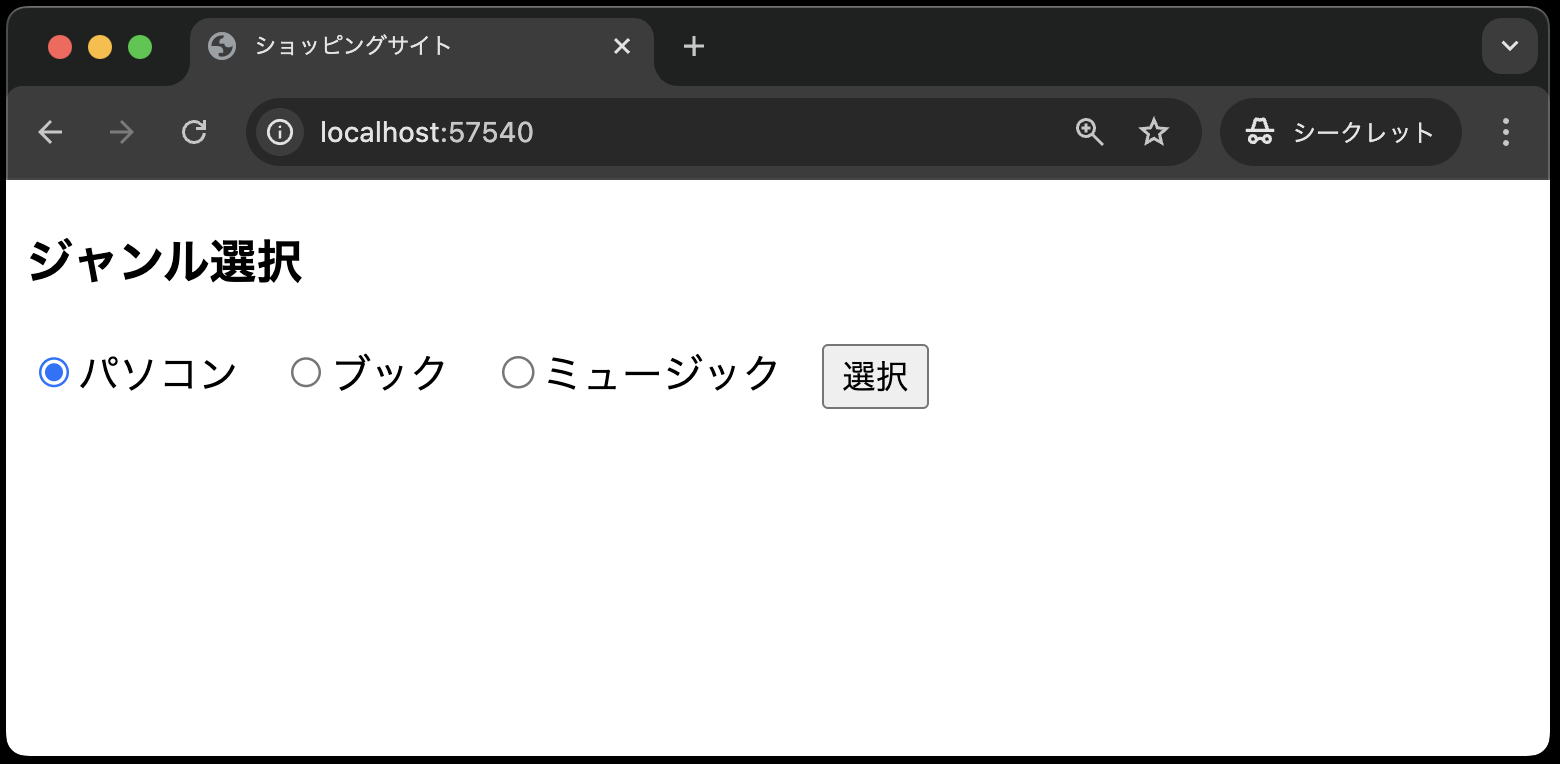 ショッピングサイト
localhost:57540
シークレット
ジャンル選択
パソコン ブック ミュージック 選択